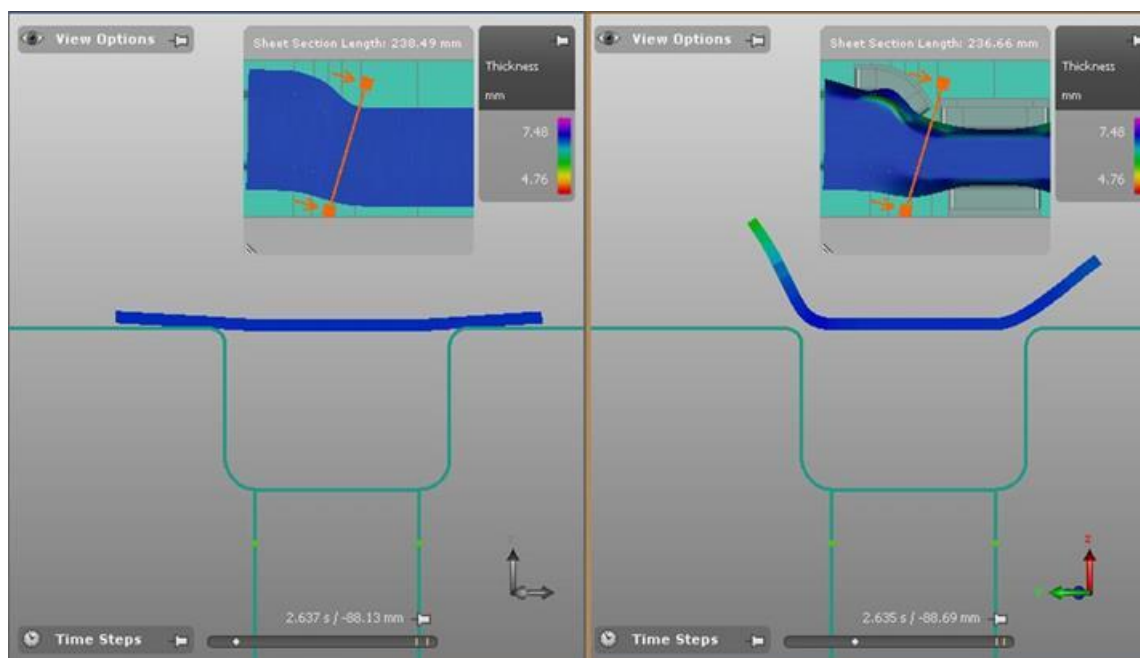 View Options
Sheet Section Length: 238.49 mm
Thickness
mm
7.48
4.76
2.637 s / -88.13 mm
Time Steps
View Options
Sheet Section Length: 236.66 mm
Thickness
mm
7.48
4.76
z
2.635 s / -88.69 mm
Time Steps